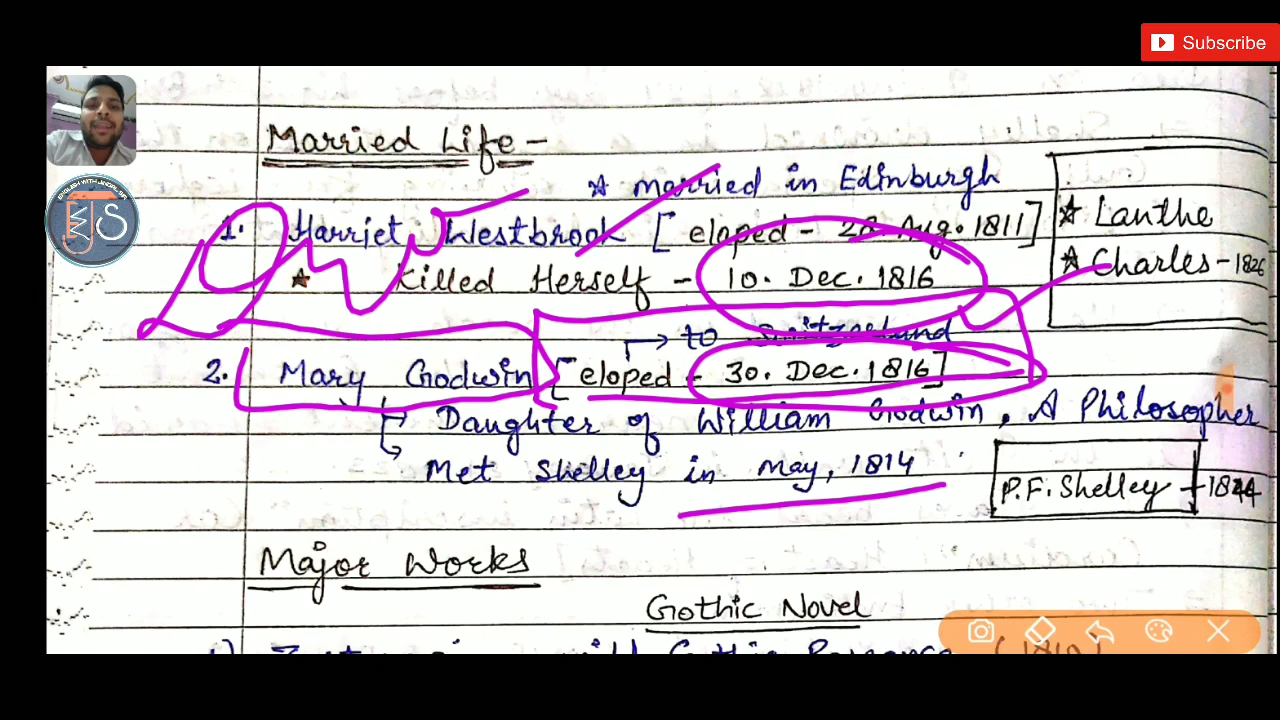 Subscribe
Married Life -
☆ married in Edinburgh
1. Harriet Westbrook [eloped - 28 Aug. 1811]
★ Killed Herself - 10. Dec. 1816
☆ Lanthe
☆ Charles - 1826
→ to Switzerland
2. Mary Godwin [eloped - 30. Dec. 1816]
→ Daughter of William Godwin, A Philosopher
→ Met Shelley in May, 1814
P.F. Shelley - 1844
Major Works
Gothic Novel